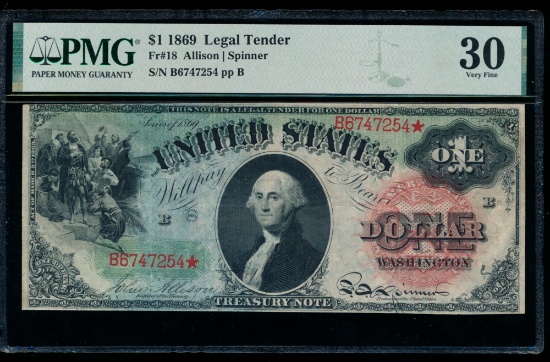 PMG
PAPER MONEY GUARANTY
$1 1869 Legal Tender
Fr#18 Allison | Spinner
S/N B6747254 pp B
30
Very Fine
THIS NOTE IS A LEGAL TENDER FOR ONE DOLLAR
Series of 1869
B6747254★
UNITED STATES
ONE
Will pay to Bearer
B
B
ONE
DOLLAR
WASHINGTON
B6747254★
TREASURY NOTE